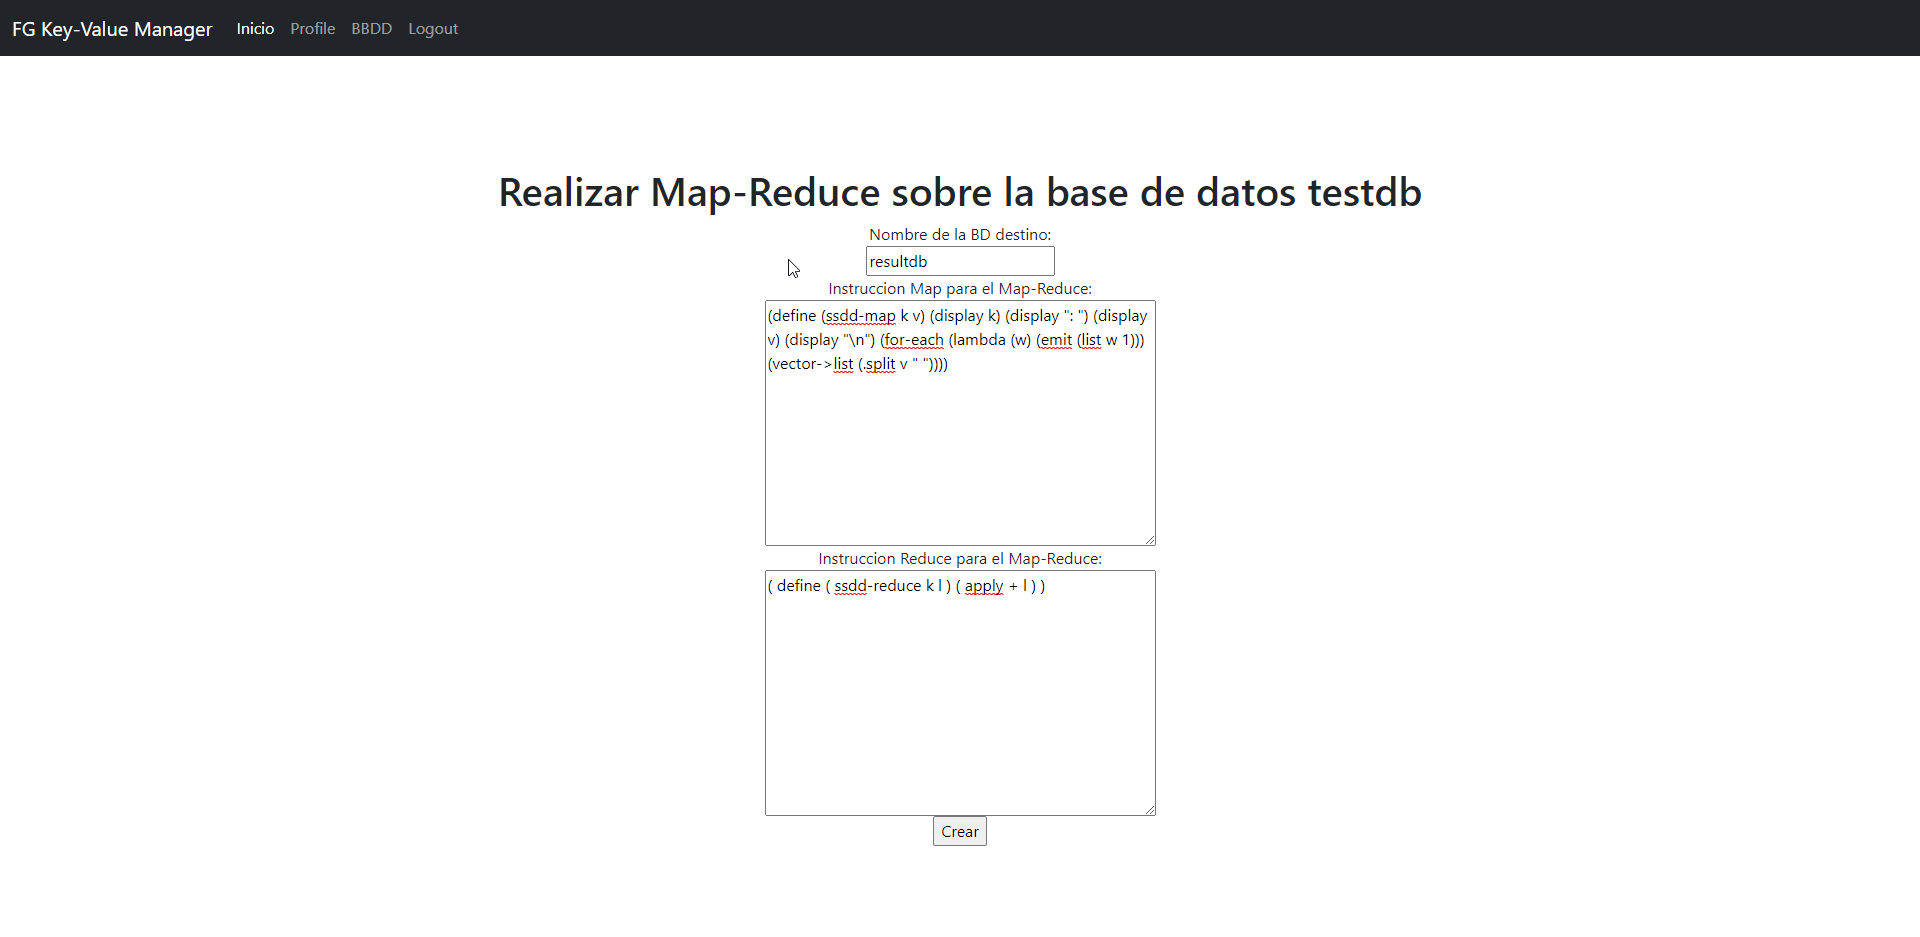 FG Key-Value Manager Inicio Profile BBDD Logout
Realizar Map-Reduce sobre la base de datos testdb
Nombre de la BD destino:
resultdb
Instruccion Map para el Map-Reduce:
(define (ssdd-map k v) (display k) (display ": ") (display
v) (display "\n") (for-each (lambda (w) (emit (list w 1)))
(vector->list (.split v " "))))
Instruccion Reduce para el Map-Reduce:
( define ( ssdd-reduce k l ) ( apply + l ) )
Crear